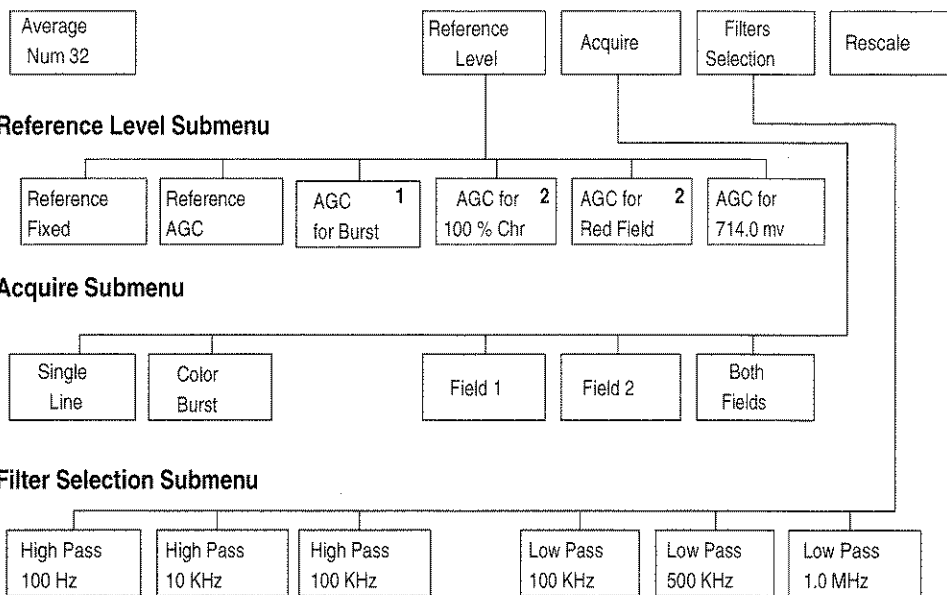 Average
Num 32
Reference
Level
Acquire
Filters
Selection
Rescale
Reference Level Submenu
Reference
Fixed
Reference
AGC
AGC 1
for Burst
AGC for 2
100 % Chr
AGC for 2
Red Field
AGC for
714.0 mv
Acquire Submenu
Single
Line
Color
Burst
Field 1
Field 2
Both
Fields
Filter Selection Submenu
High Pass
100 Hz
High Pass
10 KHz
High Pass
100 KHz
Low Pass
100 KHz
Low Pass
500 KHz
Low Pass
1.0 MHz